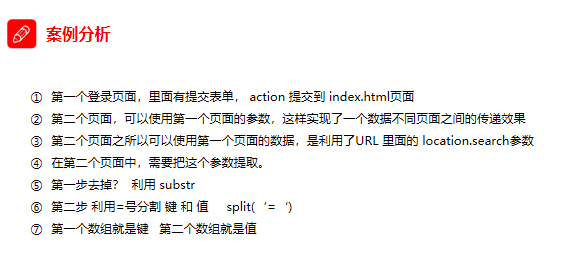 案例分析
① 第一个登录页面，里面有提交表单， action 提交到 index.html页面
② 第二个页面，可以使用第一个页面的参数，这样实现了一个数据不同页面之间的传递效果
③ 第二个页面之所以可以使用第一个页面的数据，是利用了URL 里面的 location.search参数
④ 在第二个页面中，需要把这个参数提取。
⑤ 第一步去掉？ 利用 substr
⑥ 第二步 利用=号分割 键 和 值 split(‘=‘)
⑦ 第一个数组就是键 第二个数组就是值